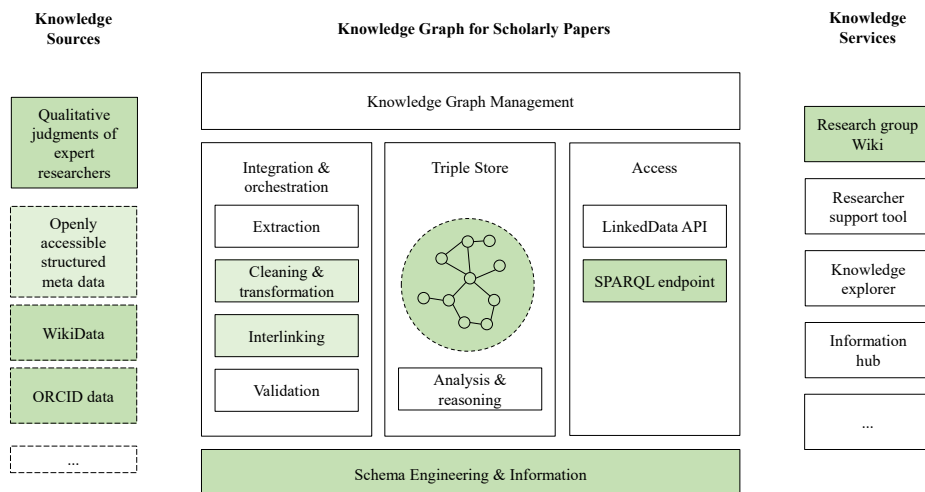 Knowledge
Sources
Qualitative
judgments of
expert
researchers
Openly
accessible
structured
meta data
WikiData
ORCID data
...
Knowledge Graph for Scholarly Papers
Knowledge Graph Management
Integration &
orchestration
Extraction
Cleaning &
transformation
Interlinking
Validation
Triple Store
Analysis &
reasoning
Access
LinkedData API
SPARQL endpoint
Schema Engineering & Information
Knowledge
Services
Research group
Wiki
Researcher
support tool
Knowledge
explorer
Information
hub
...